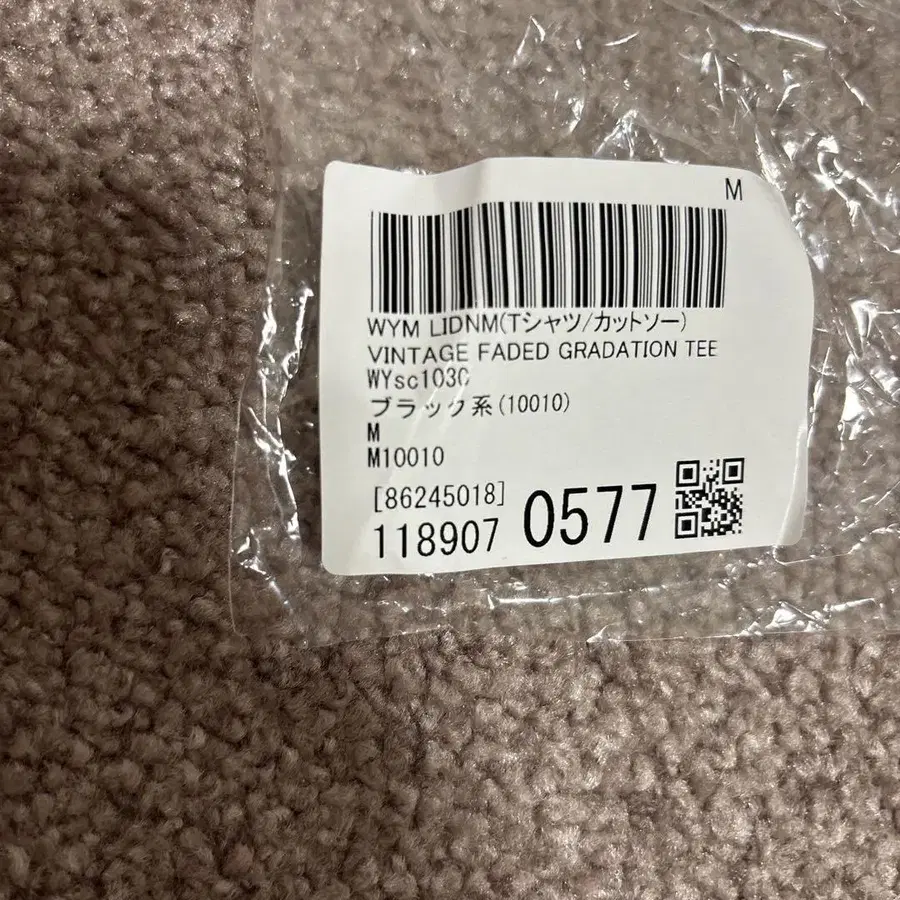 M
WYM LIDNM(Tシャツ/カットソー)
VINTAGE FADED GRADATION TEE
WYsc103C
ブラック系(10010)
M
M10010
[86245018]
118907 0577